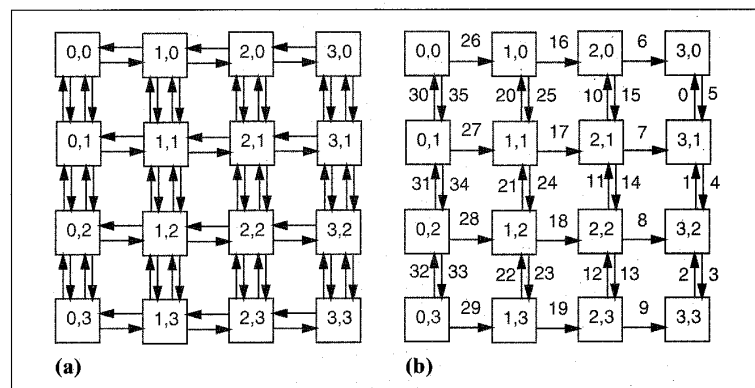 0,0 1,0 2,0 3,0
0,1 1,1 2,1 3,1
0,2 1,2 2,2 3,2
0,3 1,3 2,3 3,3
(a)
26 16 6
0,0 1,0 2,0 3,0
30 35 20 25 10 15 0 5
27 17 7
0,1 1,1 2,1 3,1
31 34 21 24 11 14 1 4
28 18 8
0,2 1,2 2,2 3,2
32 33 22 23 12 13 2 3
0,3 1,3 2,3 3,3
29 19 9
(b)